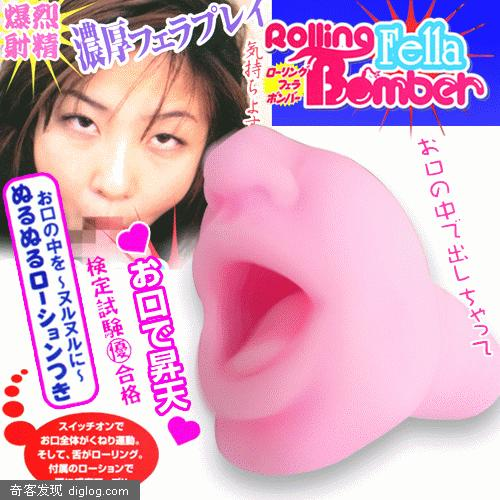 爆烈
射精
濃厚フェラプレイ
気持ちよす
Rolling
Fella
ローリング
フェラ
ボンバー
Bomber
お口の中で出しちゃって
お口の中を～ヌルヌルに～
ぬるぬるローションつき
お口で昇天
検定試験優合格
スイッチオンで
お口全体がくねり運動。
そして、舌がローリング。
付属のローションで
奇客发现 diglog.com